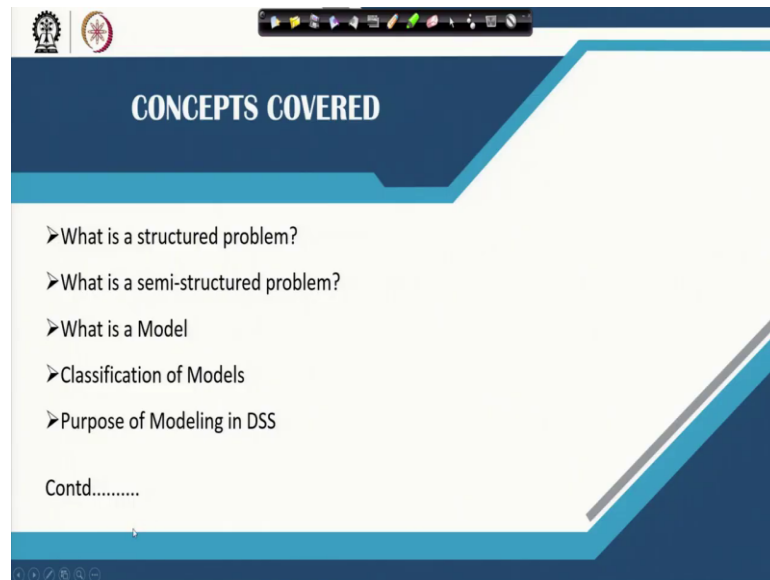 CONCEPTS COVERED
➢What is a structured problem?
➢What is a semi-structured problem?
➢What is a Model
➢Classification of Models
➢Purpose of Modeling in DSS
Contd..........